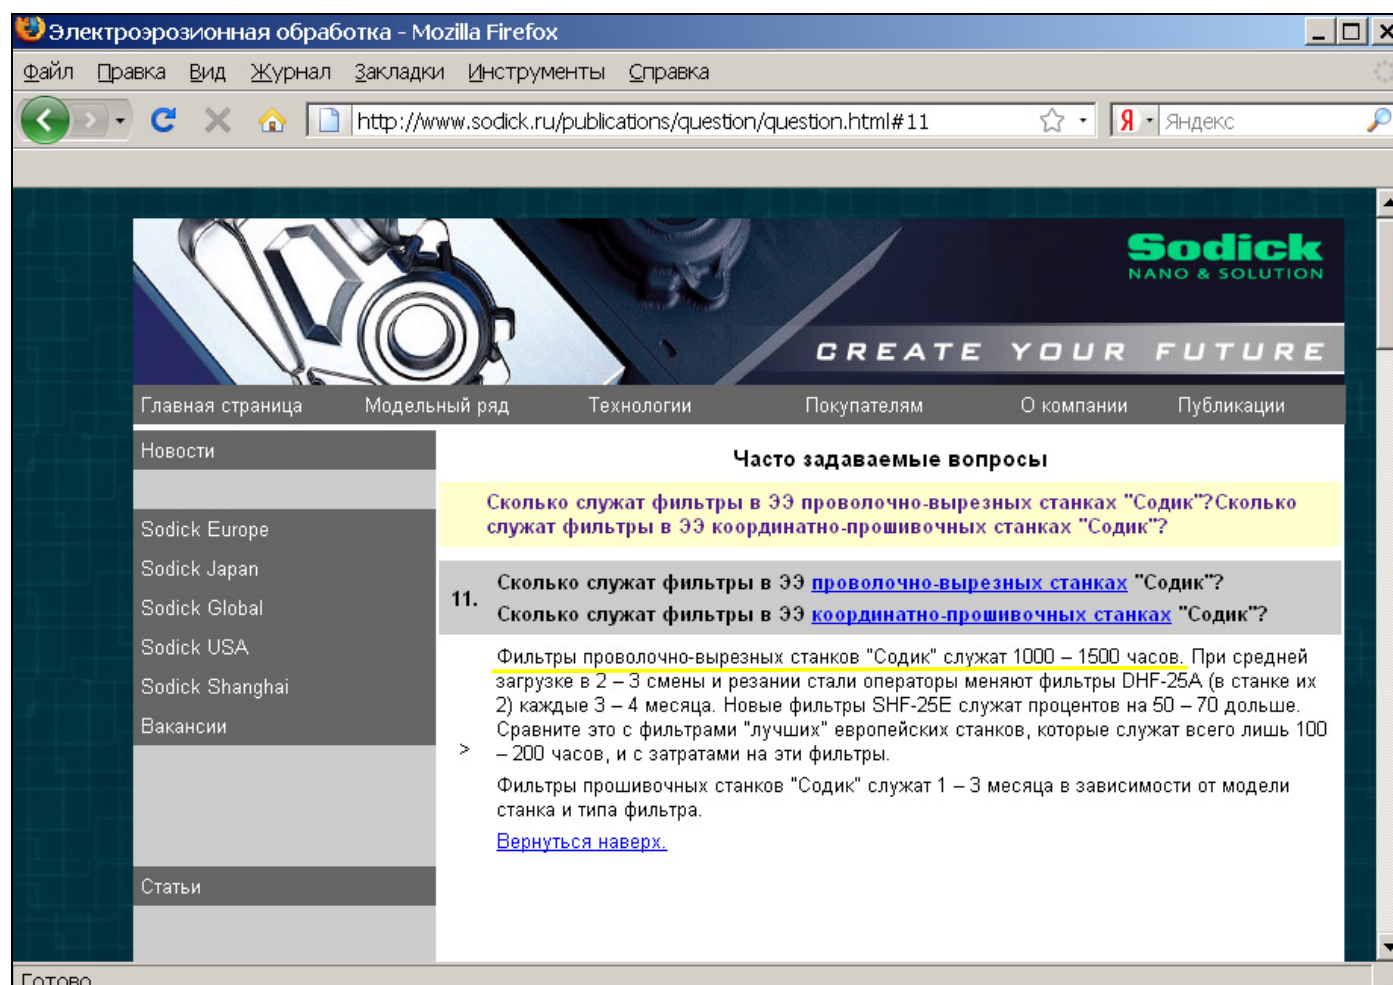 Электроэрозионная обработка - Mozilla Firefox
Файл Правка Вид Журнал Закладки Инструменты Справка
http://www.sodick.ru/publications/question/question.html#11
Я Яндекс
Sodick
NANO & SOLUTION
CREATE YOUR FUTURE
Главная страница Модельный ряд Технологии Покупателям О компании Публикации
Новости
Sodick Europe
Sodick Japan
Sodick Global
Sodick USA
Sodick Shanghai
Вакансии
Статьи
Часто задаваемые вопросы
Сколько служат фильтры в ЭЭ проволочно-вырезных станках "Содик"?Сколько
служат фильтры в ЭЭ координатно-прошивочных станках "Содик"?
11.
Сколько служат фильтры в ЭЭ проволочно-вырезных станках "Содик"?
Сколько служат фильтры в ЭЭ координатно-прошивочных станках "Содик"?
>
Фильтры проволочно-вырезных станков "Содик" служат 1000 – 1500 часов. При средней
загрузке в 2 – 3 смены и резании стали операторы меняют фильтры DHF-25A (в станке их
2) каждые 3 – 4 месяца. Новые фильтры SHF-25E служат процентов на 50 – 70 дольше.
Сравните это с фильтрами "лучших" европейских станков, которые служат всего лишь 100
– 200 часов, и с затратами на эти фильтры.
Фильтры прошивочных станков "Содик" служат 1 – 3 месяца в зависимости от модели
станка и типа фильтра.
Вернуться наверх.
Готово